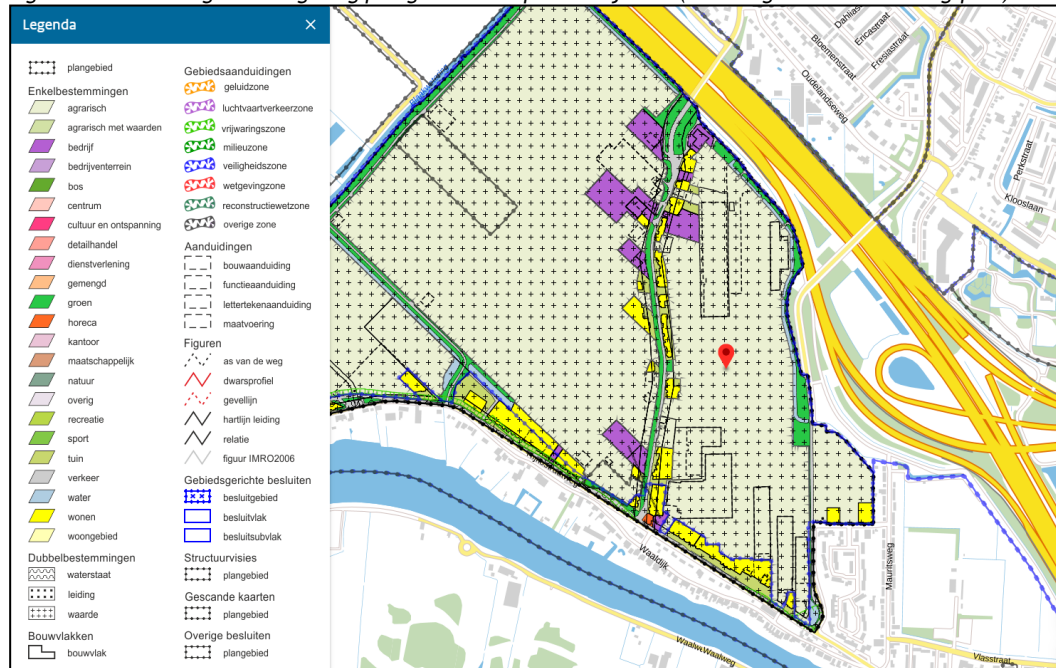 Legenda
plangebied
Enkelbestemmingen
agrarisch
agrarisch met waarden
bedrijf
bedrijventerrein
bos
centrum
cultuur en ontspanning
detailhandel
dienstverlening
gemengd
groen
horeca
kantoor
maatschappelijk
natuur
overig
recreatie
sport
tuin
verkeer
water
wonen
woongebied
Dubbelbestemmingen
waterstaat
leiding
waarde
Bouwvlakken
bouwvlak
Gebiedsaanduidingen
geluidzone
luchtvaartverkeerzone
vrijwaringszone
milieuzone
veiligheidszone
wetgevingzone
reconstructiewetzone
overige zone
Aanduidingen
bouwaanduiding
functieaanduiding
lettertekenaanduiding
maatvoering
Figuren
as van de weg
dwarsprofiel
gevellijn
hartlijn leiding
relatie
figuur IMRO2006
Gebiedsgerichte besluiten
besluitgebied
besluitvlak
besluitsubvlak
Structuurvisies
plangebied
Gescande kaarten
plangebied
Overige besluiten
plangebied
Bloemenstraat
Ericastraat
Fresiastraat
Oudelandseweg
Perkstraat
Klooslaan
Waaldijk
Mauritsweg
Vlasstraat